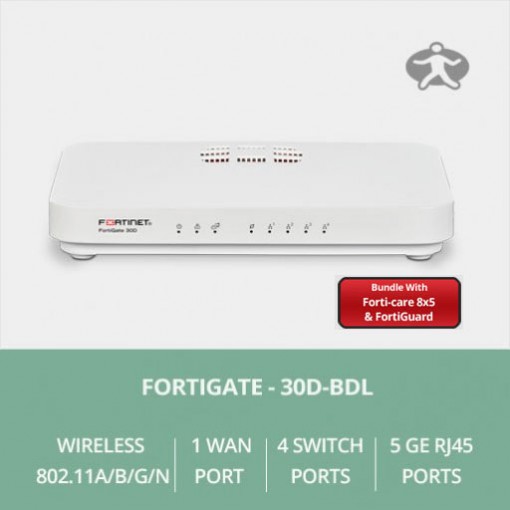 FORTINET
FortiGate 30D
Bundle With
Forti-care 8x5
& FortiGuard
FORTIGATE - 30D-BDL
WIRELESS
802.11A/B/G/N
1 WAN
PORT
4 SWITCH
PORTS
5 GE RJ45
PORTS